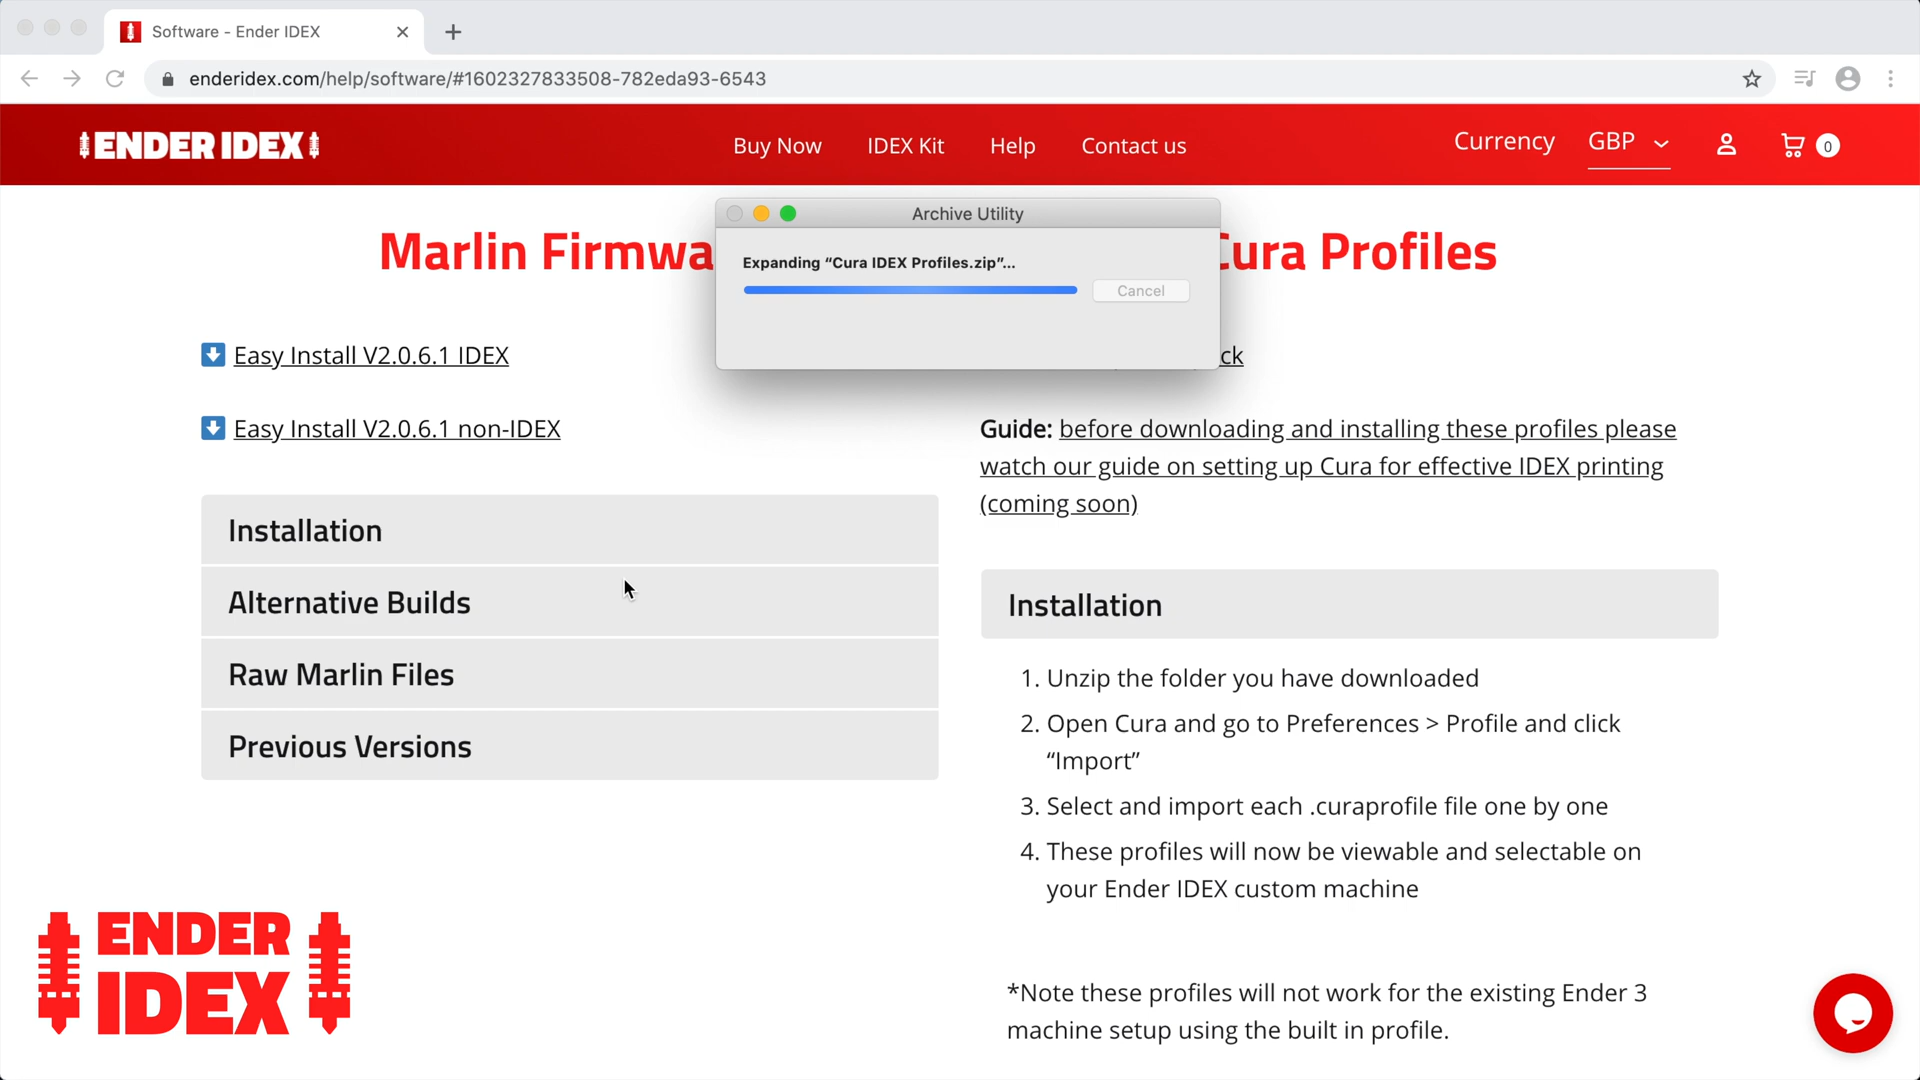 Software - Ender IDEX
enderidex.com/help/software/#1602327833508-782eda93-6543
ENDER IDEX
Buy Now
IDEX Kit
Help
Contact us
Currency
GBP
0
Archive Utility
Expanding “Cura IDEX Profiles.zip”...
Cancel
Marlin Firmwa
Cura Profiles
Easy Install V2.0.6.1 IDEX
ck
Easy Install V2.0.6.1 non-IDEX
Guide: before downloading and installing these profiles please
watch our guide on setting up Cura for effective IDEX printing
(coming soon)
Installation
Alternative Builds
Raw Marlin Files
Previous Versions
Installation
1. Unzip the folder you have downloaded
2. Open Cura and go to Preferences > Profile and click
“Import”
3. Select and import each .curaprofile file one by one
4. These profiles will now be viewable and selectable on
your Ender IDEX custom machine
*Note these profiles will not work for the existing Ender 3
machine setup using the built in profile.
ENDER
IDEX